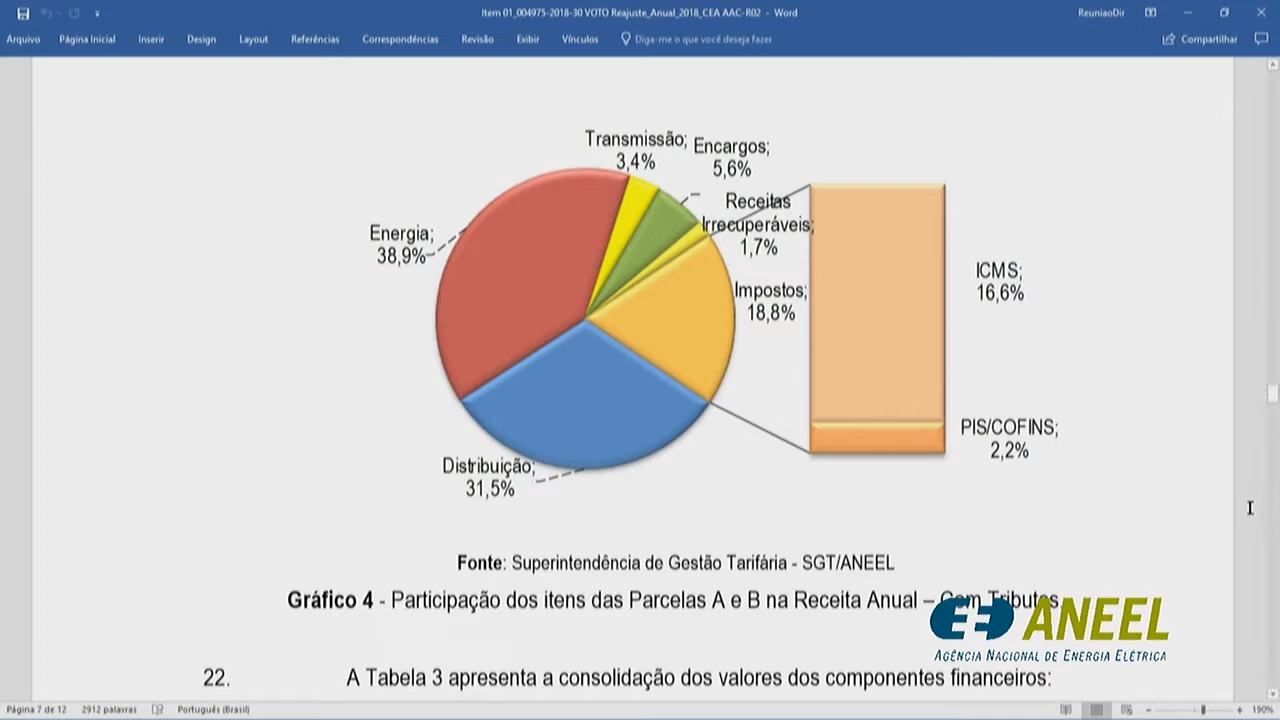 Item 01_004975-2018-30 VOTO Reajuste_Anual_2018_CEA AAC-R02 - Word
ReuniaoDir
Arquivo Página Inicial Inserir Design Layout Referências Correspondências Revisão Exibir Vínculos Diga-me o que você deseja fazer Compartilhar
Transmissão;
3,4%
Encargos;
5,6%
Receitas
Irrecuperáveis;
1,7%
Energia;
38,9%
Impostos;
18,8%
ICMS;
16,6%
PIS/COFINS;
2,2%
Distribuição;
31,5%
Fonte: Superintendência de Gestão Tarifária - SGT/ANEEL
Gráfico 4 - Participação dos itens das Parcelas A e B na Receita Anual – Com Tributos
ANEEL
AGÊNCIA NACIONAL DE ENERGIA ELÉTRICA
22. A Tabela 3 apresenta a consolidação dos valores dos componentes financeiros:
Página 7 de 12 2912 palavras Português (Brasil) 190%